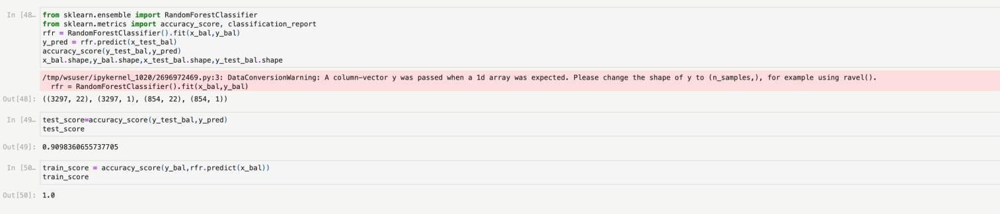 In [48… from sklearn.ensemble import RandomForestClassifier
from sklearn.metrics import accuracy_score, classification_report
rfr = RandomForestClassifier().fit(x_bal,y_bal)
y_pred = rfr.predict(x_test_bal)
accuracy_score(y_test_bal,y_pred)
x_bal.shape,y_bal.shape,x_test_bal.shape,y_test_bal.shape
/tmp/wsuser/ipykernel_1020/2696972469.py:3: DataConversionWarning: A column-vector y was passed when a 1d array was expected. Please change the shape of y to (n_samples,), for example using ravel().
rfr = RandomForestClassifier().fit(x_bal,y_bal)
Out[48]: ((3297, 22), (3297, 1), (854, 22), (854, 1))
In [49… test_score=accuracy_score(y_test_bal,y_pred)
test_score
Out[49]: 0.9098360655737705
In [50… train_score = accuracy_score(y_bal,rfr.predict(x_bal))
train_score
Out[50]: 1.0